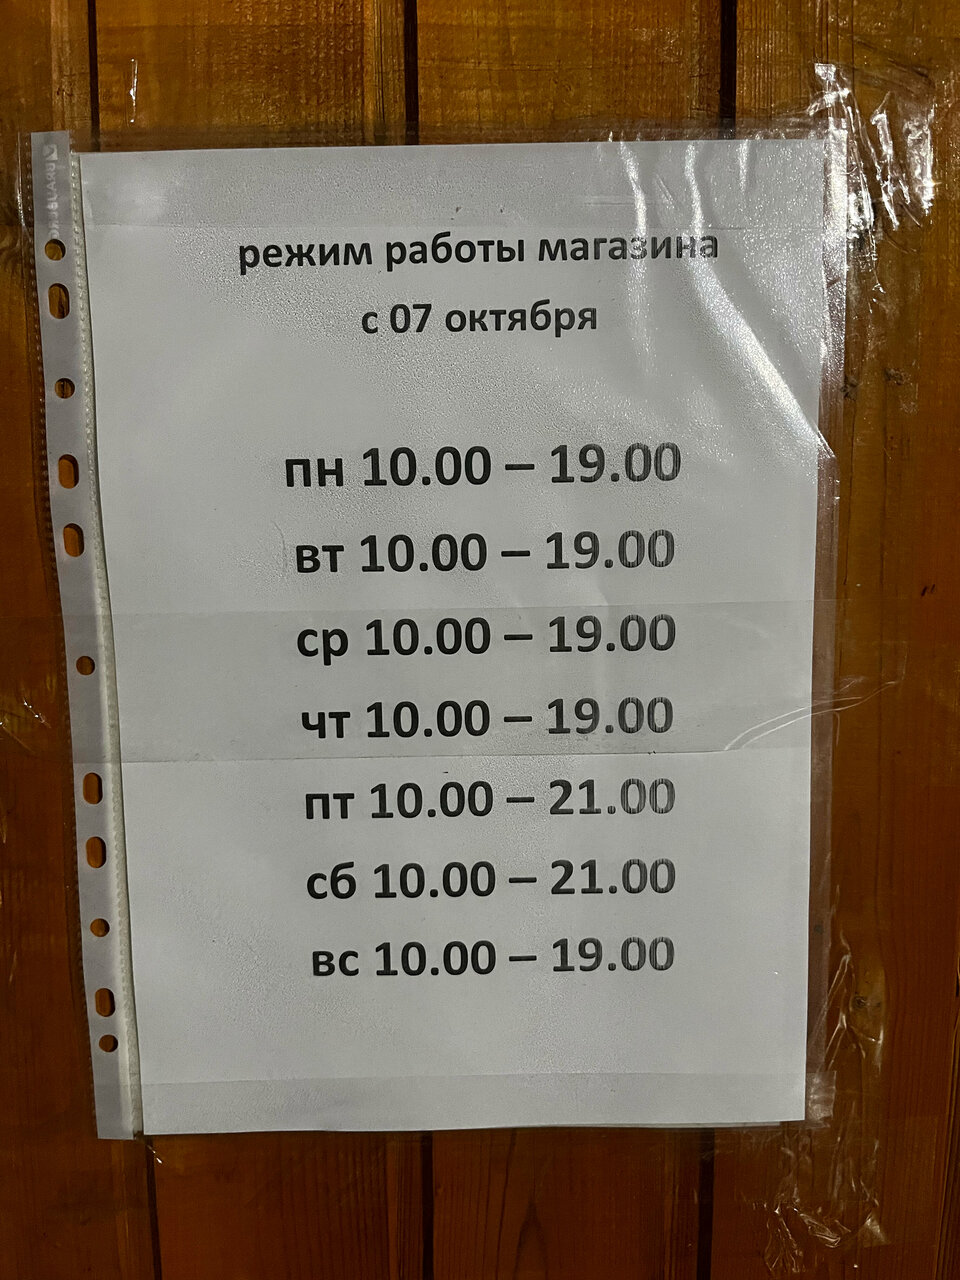 режим работы магазина
с 07 октября
пн 10.00 – 19.00
вт 10.00 – 19.00
ср 10.00 – 19.00
чт 10.00 – 19.00
пт 10.00 – 21.00
сб 10.00 – 21.00
вс 10.00 – 19.00